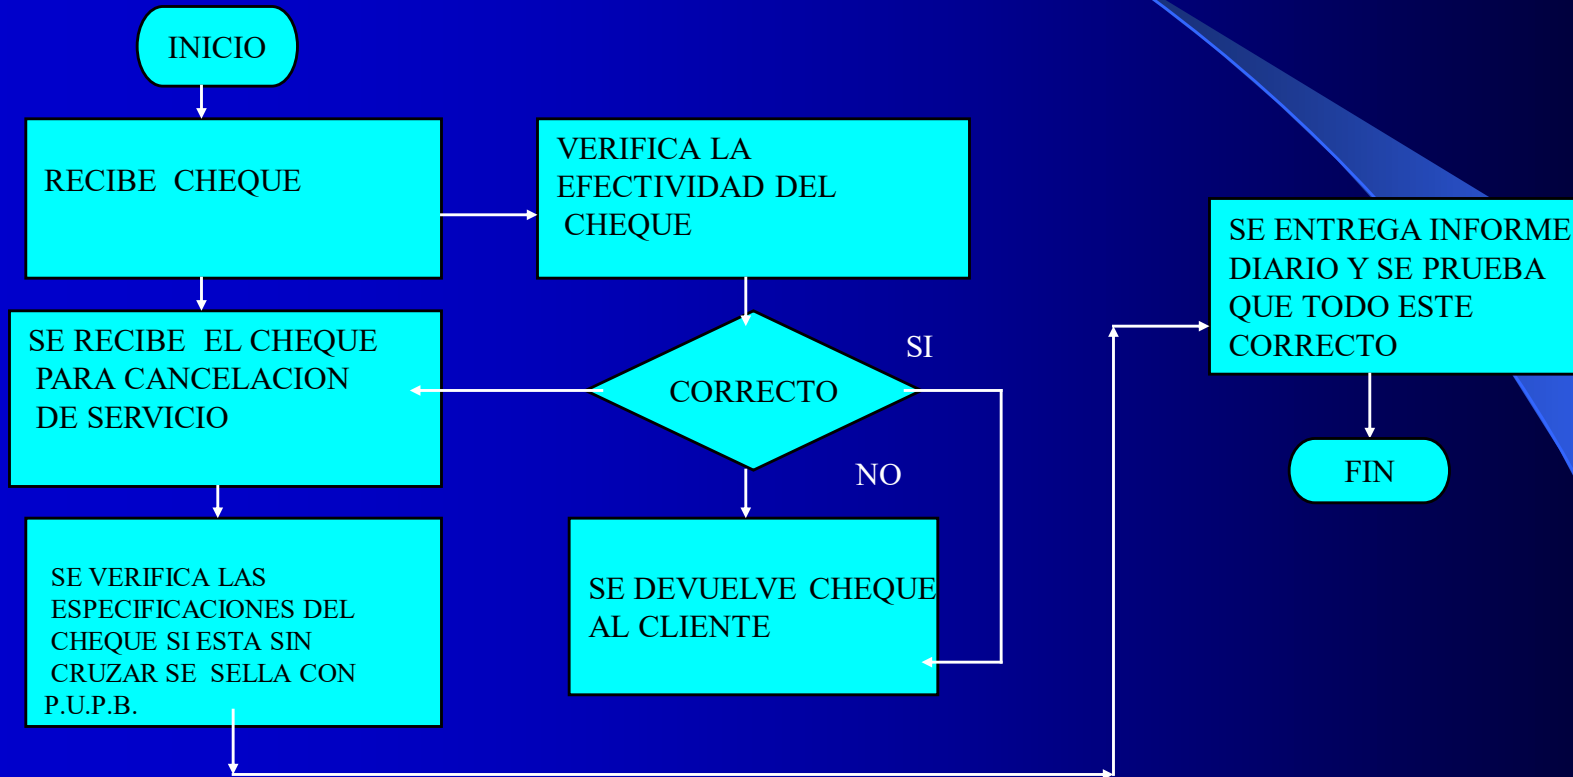 INICIO
RECIBE CHEQUE
VERIFICA LA
EFECTIVIDAD DEL
CHEQUE
SE RECIBE EL CHEQUE
PARA CANCELACION
DE SERVICIO
CORRECTO
SI
NO
SE VERIFICA LAS
ESPECIFICACIONES DEL
CHEQUE SI ESTA SIN
CRUZAR SE SELLA CON
P.U.P.B.
SE DEVUELVE CHEQUE
AL CLIENTE
SE ENTREGA INFORME
DIARIO Y SE PRUEBA
QUE TODO ESTE
CORRECTO
FIN